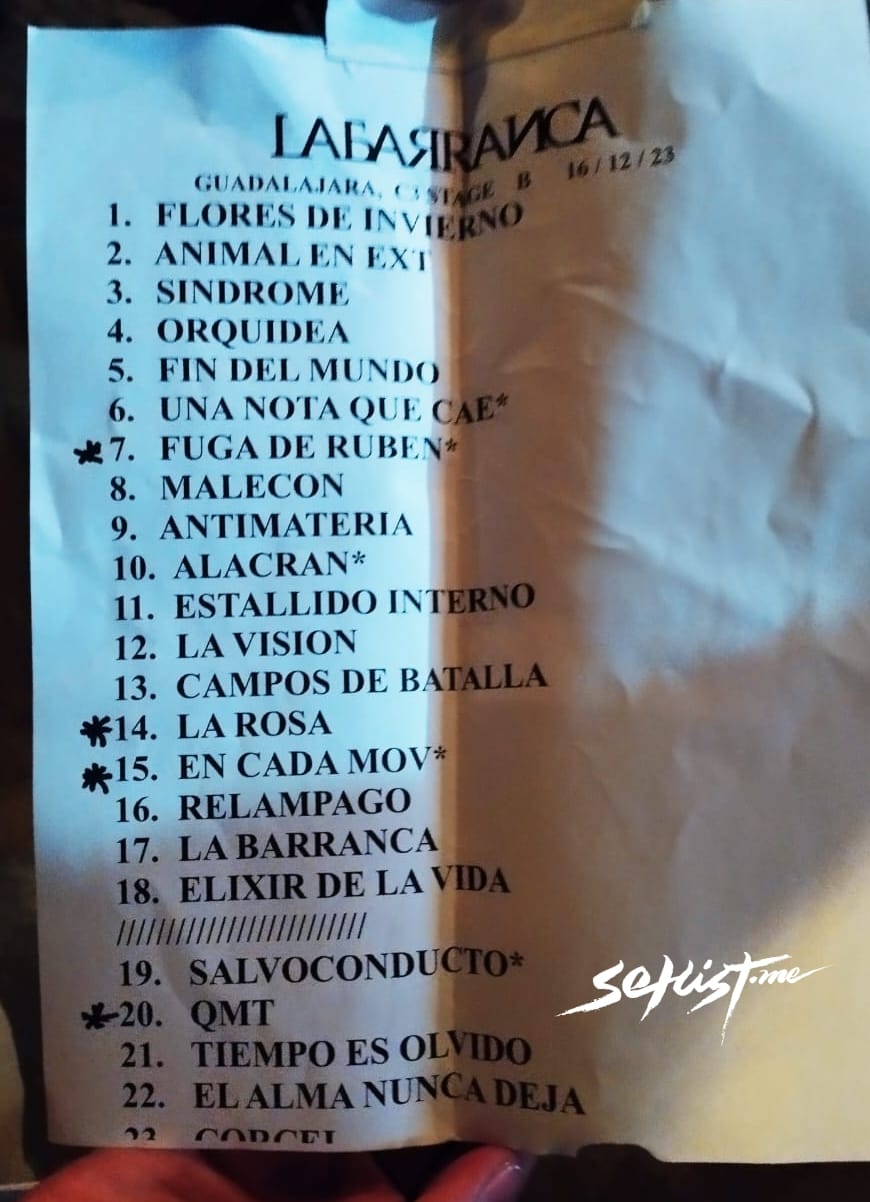 LABARRANCA
GUADALAJARA, C3 STAGE B 16/12/23
1. FLORES DE INVIERNO
2. ANIMAL EN EXT
3. SINDROME
4. ORQUIDEA
5. FIN DEL MUNDO
6. UNA NOTA QUE CAE*
*7. FUGA DE RUBEN*
8. MALECON
9. ANTIMATERIA
10. ALACRAN*
11. ESTALLIDO INTERNO
12. LA VISION
13. CAMPOS DE BATALLA
*14. LA ROSA
*15. EN CADA MOV*
16. RELAMPAGO
17. LA BARRANCA
18. ELIXIR DE LA VIDA
/////////////////////////
19. SALVOCONDUCTO*
*20. QMT
21. TIEMPO ES OLVIDO
22. EL ALMA NUNCA DEJA
23 CORCEL
setlist.me